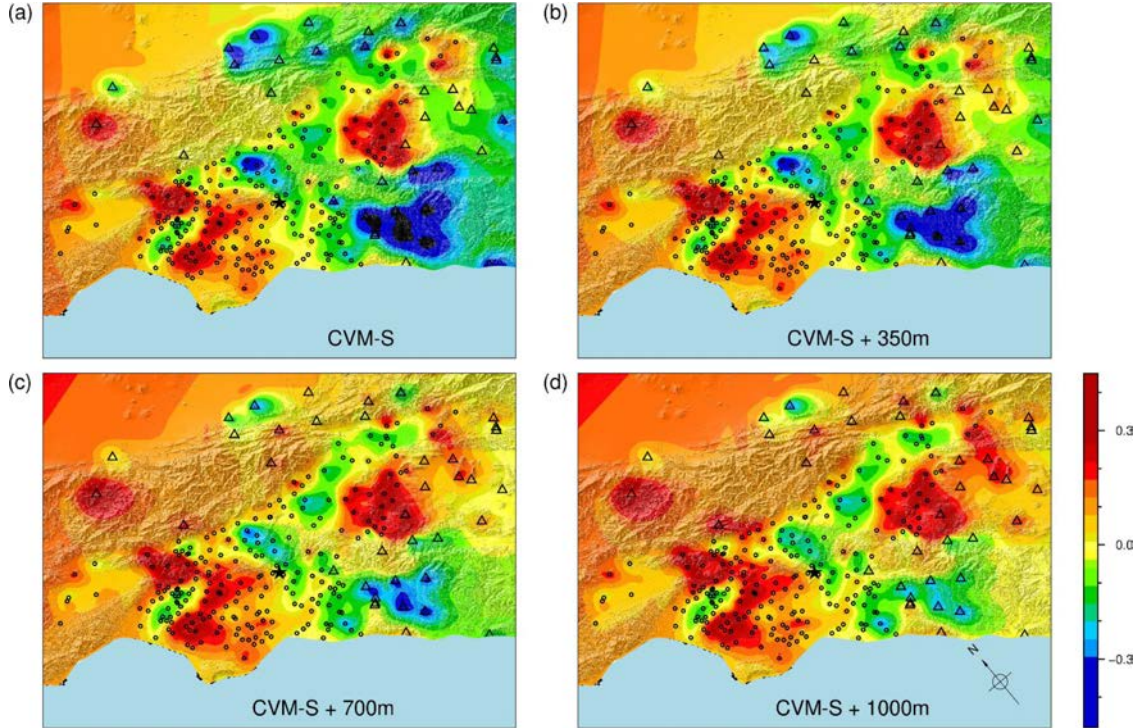 (a)
CVM-S
(b)
CVM-S + 350m
(c)
CVM-S + 700m
(d)
CVM-S + 1000m
N
0.3
0.0
−0.3